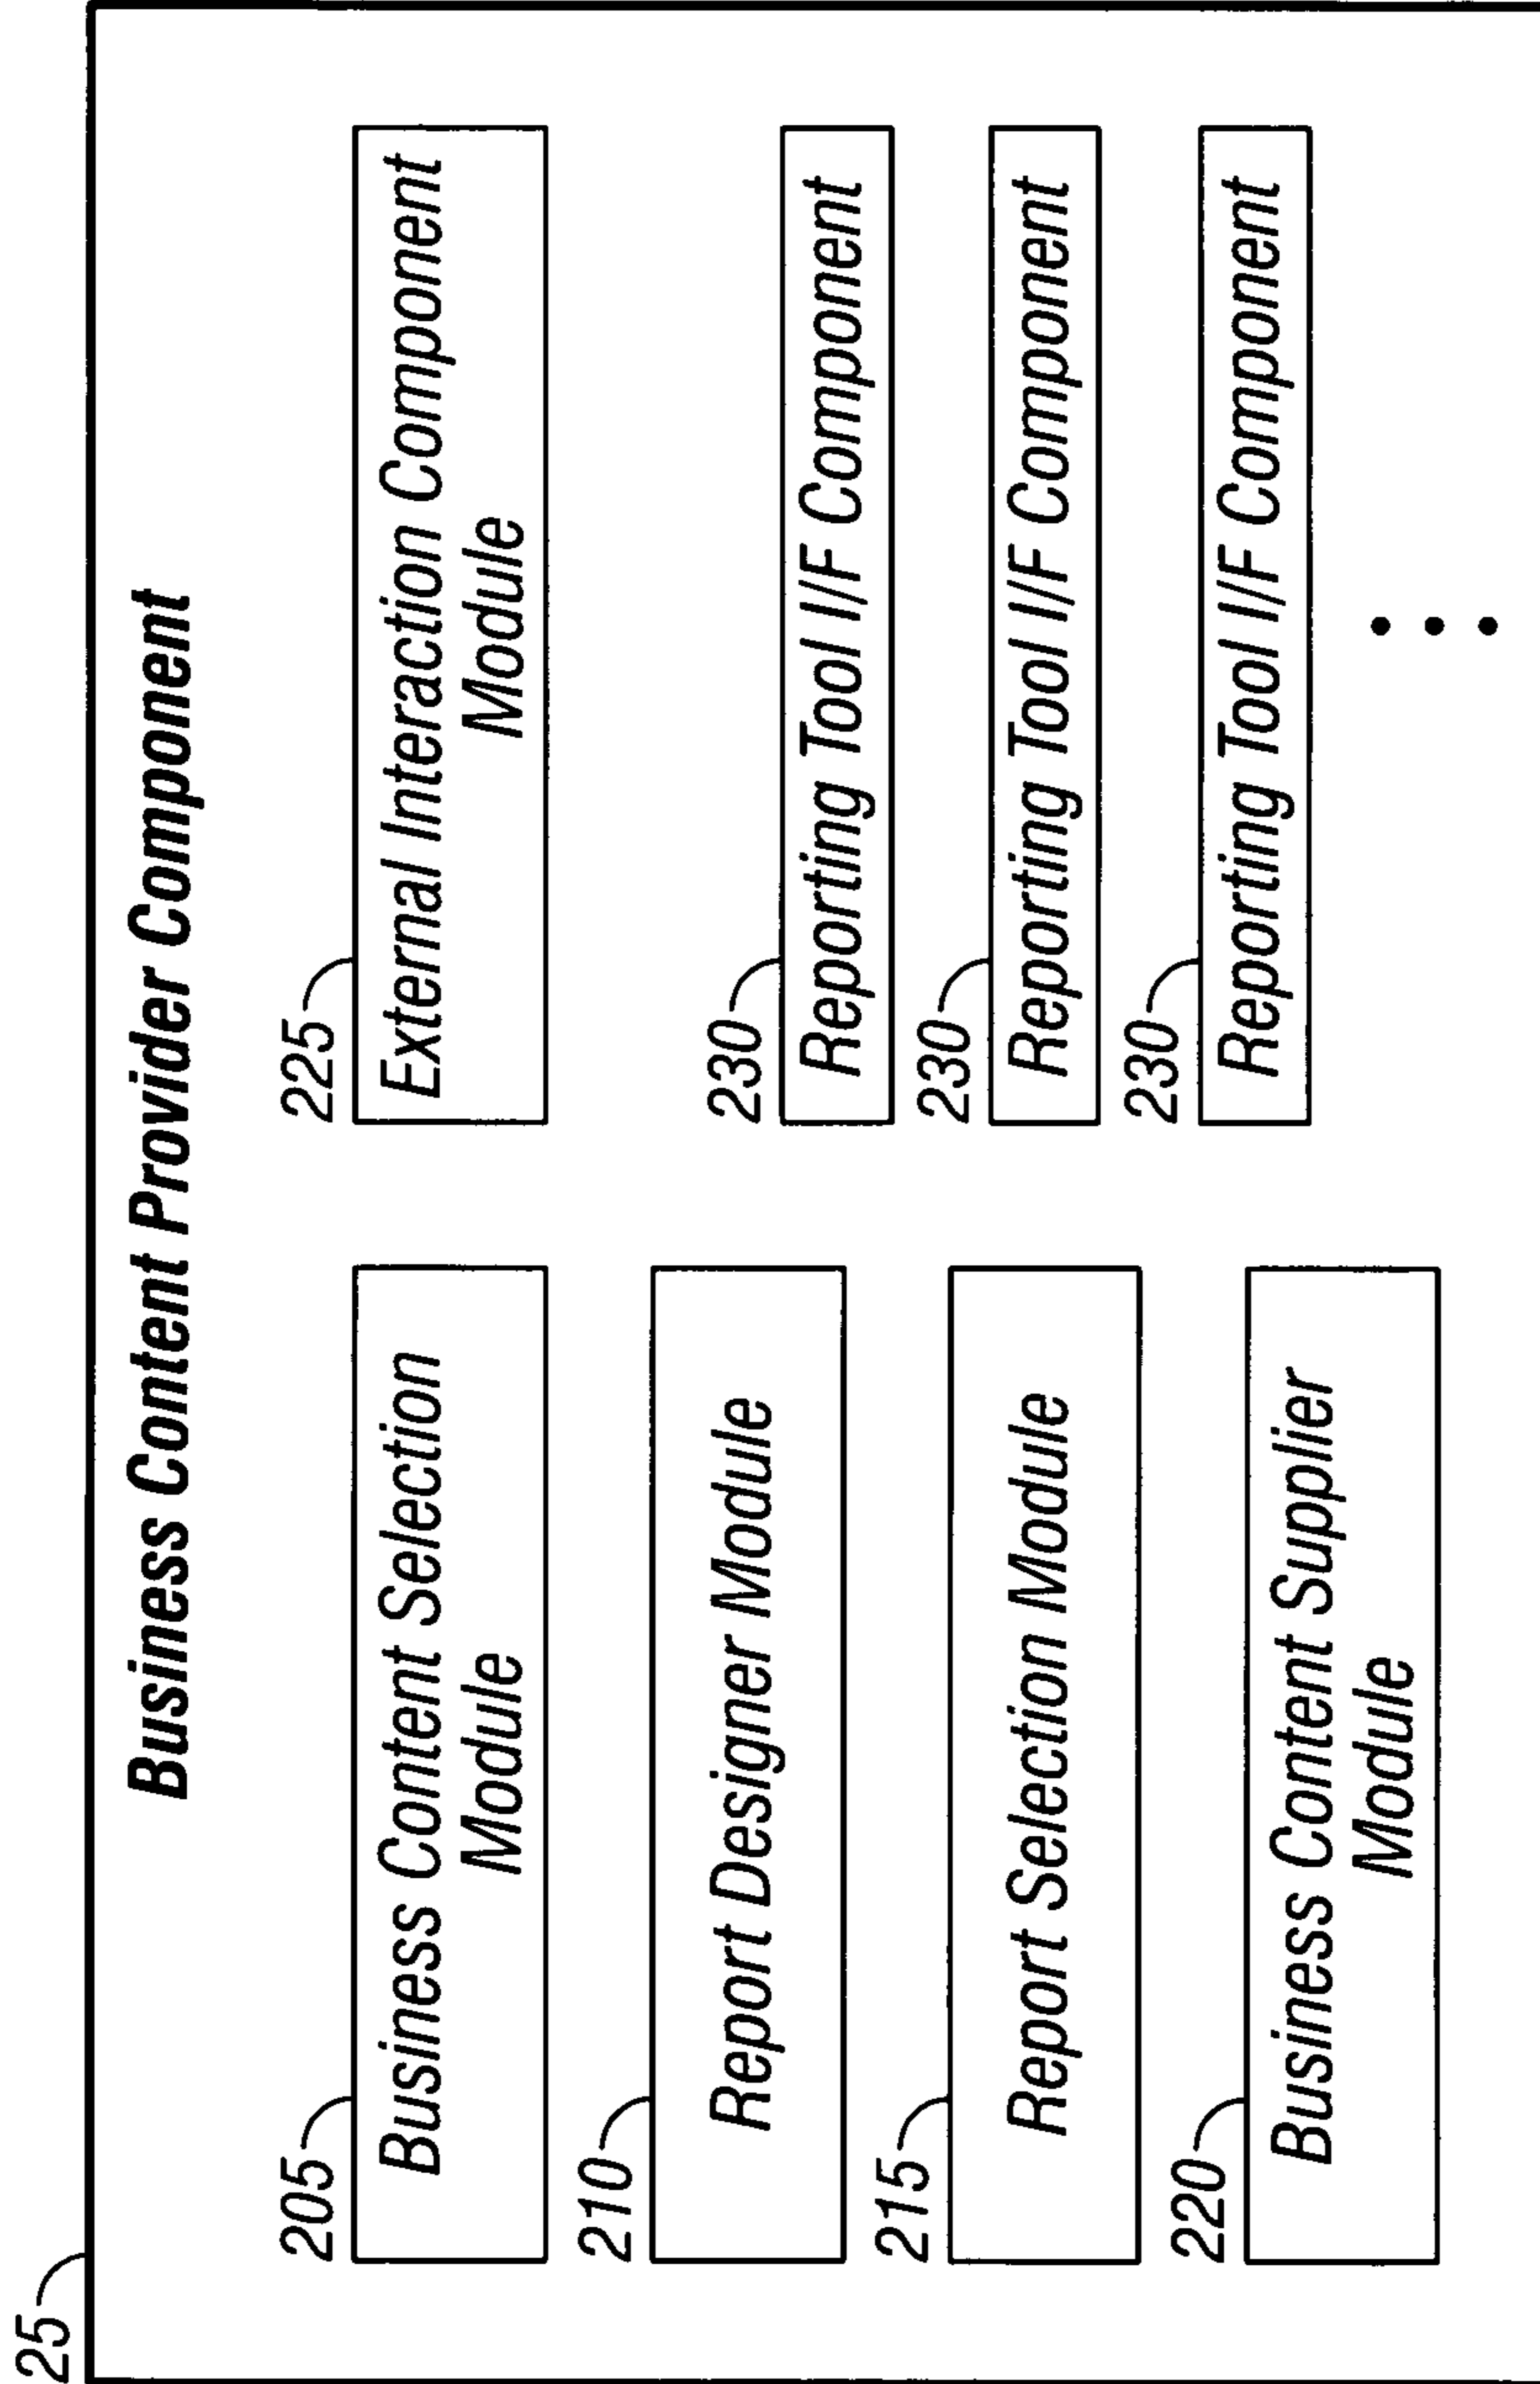 25
Business Content Provider Component
205
Business Content Selection
Module
210
Report Designer Module
215
Report Selection Module
220
Business Content Supplier
Module
225
External Interaction Component
Module
230
Reporting Tool I/F Component
230
Reporting Tool I/F Component
230
Reporting Tool I/F Component